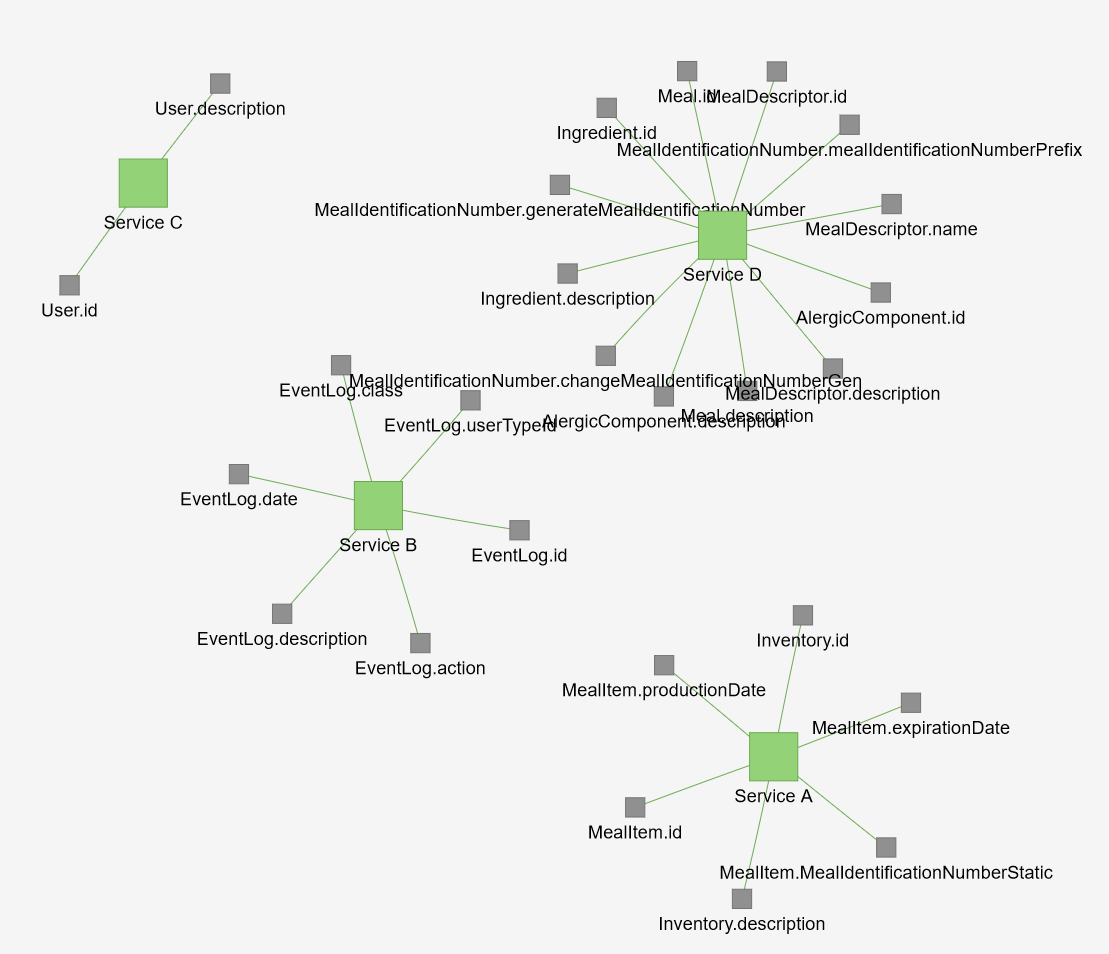 User.description
Service C
User.id
Meal.id
MealDescriptor.id
Ingredient.id
MealIdentificationNumber.mealIdentificationNumberPrefix
MealIdentificationNumber.generateMealIdentificationNumber
MealDescriptor.name
Service D
Ingredient.description
AlergicComponent.id
MealIdentificationNumber.changeMealIdentificationNumberGen
MealDescriptor.description
Meal.description
AlergicComponent.description
EventLog.class
EventLog.userTypeId
EventLog.date
Service B
EventLog.id
EventLog.description
EventLog.action
Inventory.id
MealItem.productionDate
MealItem.expirationDate
Service A
MealItem.id
MealItem.MealIdentificationNumberStatic
Inventory.description